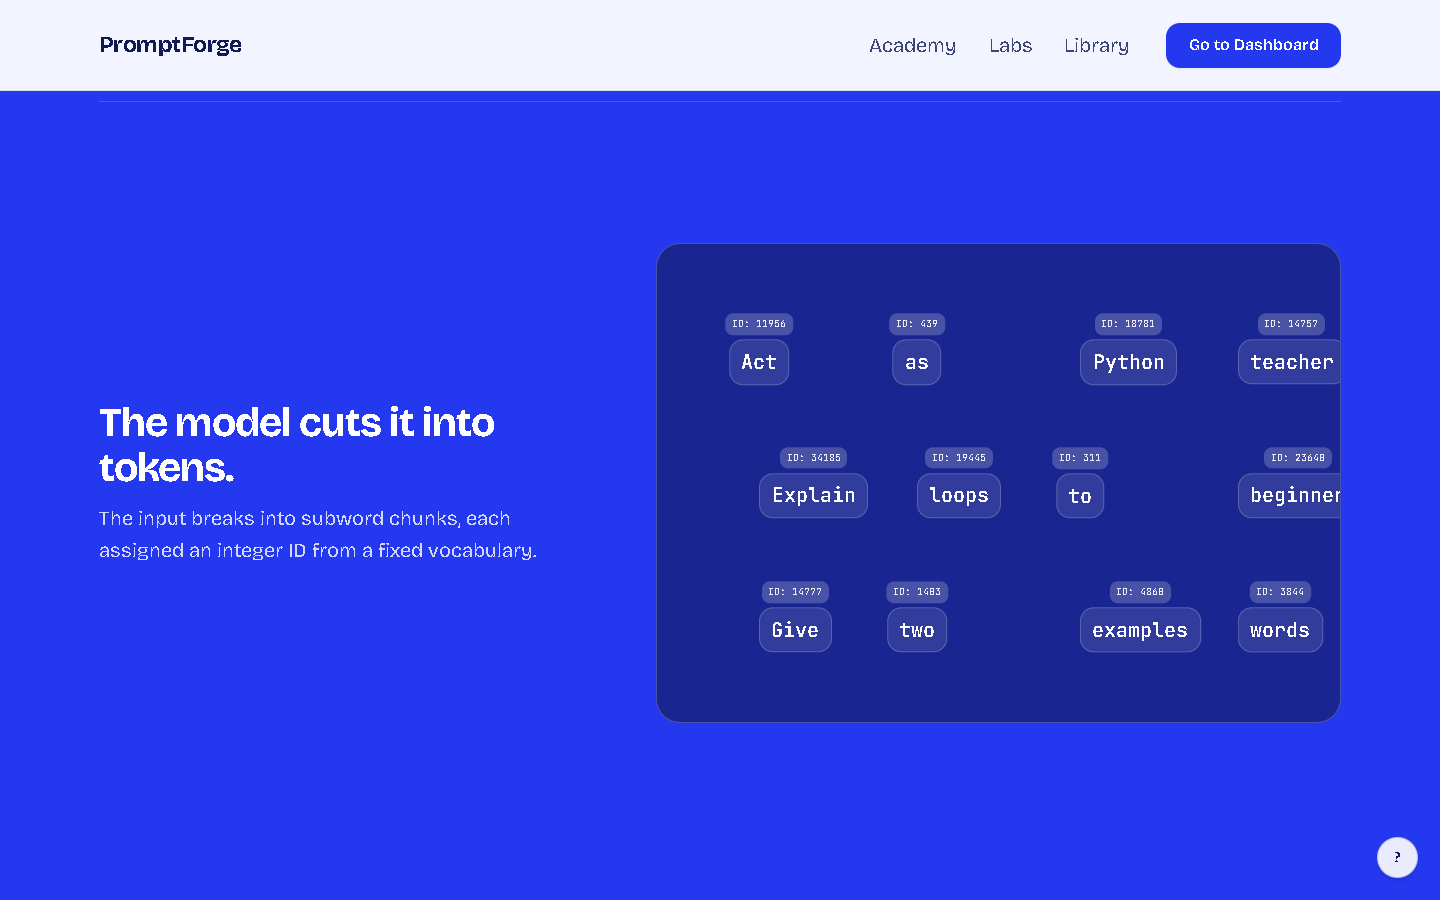 PromptForge
Academy Labs Library Go to Dashboard
The model cuts it into
tokens.
The input breaks into subword chunks, each
assigned an integer ID from a fixed vocabulary.
ID: 11956 ID: 439 ID: 18781 ID: 14757
Act as Python teacher
ID: 34185 ID: 19445 ID: 311 ID: 23648
Explain loops to beginner
ID: 14777 ID: 1403 ID: 4860 ID: 3844
Give two examples words
?